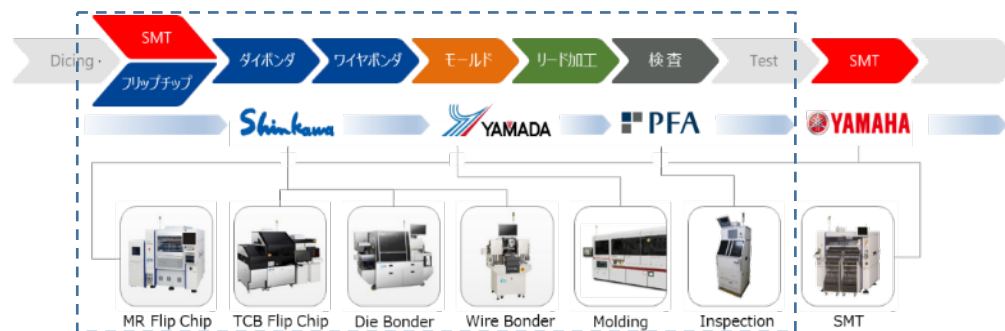 SMT
Dicing・
フリップチップ
ダイボンダ
ワイヤボンダ
モールド
リード加工
検査
Test
SMT
Shinkawa
YAMADA
PFA
YAMAHA
MR Flip Chip
TCB Flip Chip
Die Bonder
Wire Bonder
Molding
Inspection
SMT